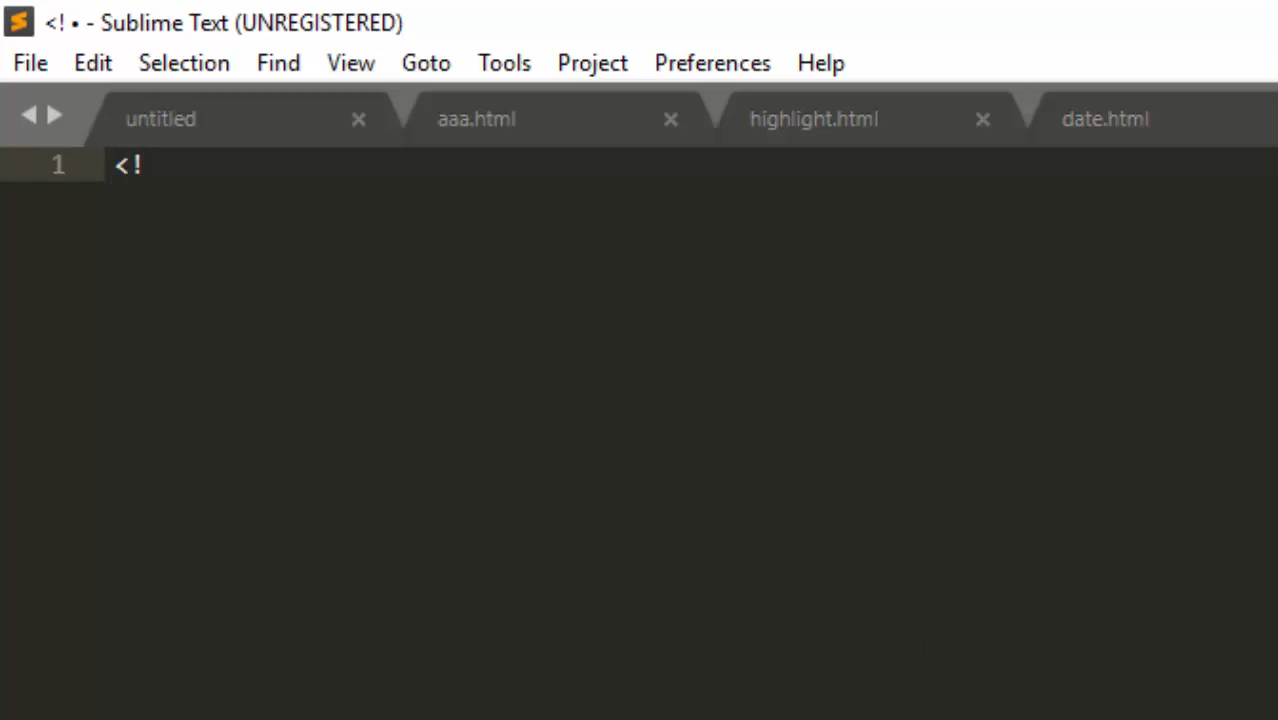 <! • - Sublime Text (UNREGISTERED)
File Edit Selection Find View Goto Tools Project Preferences Help
untitled × aaa.html × highlight.html × date.html
1 <!